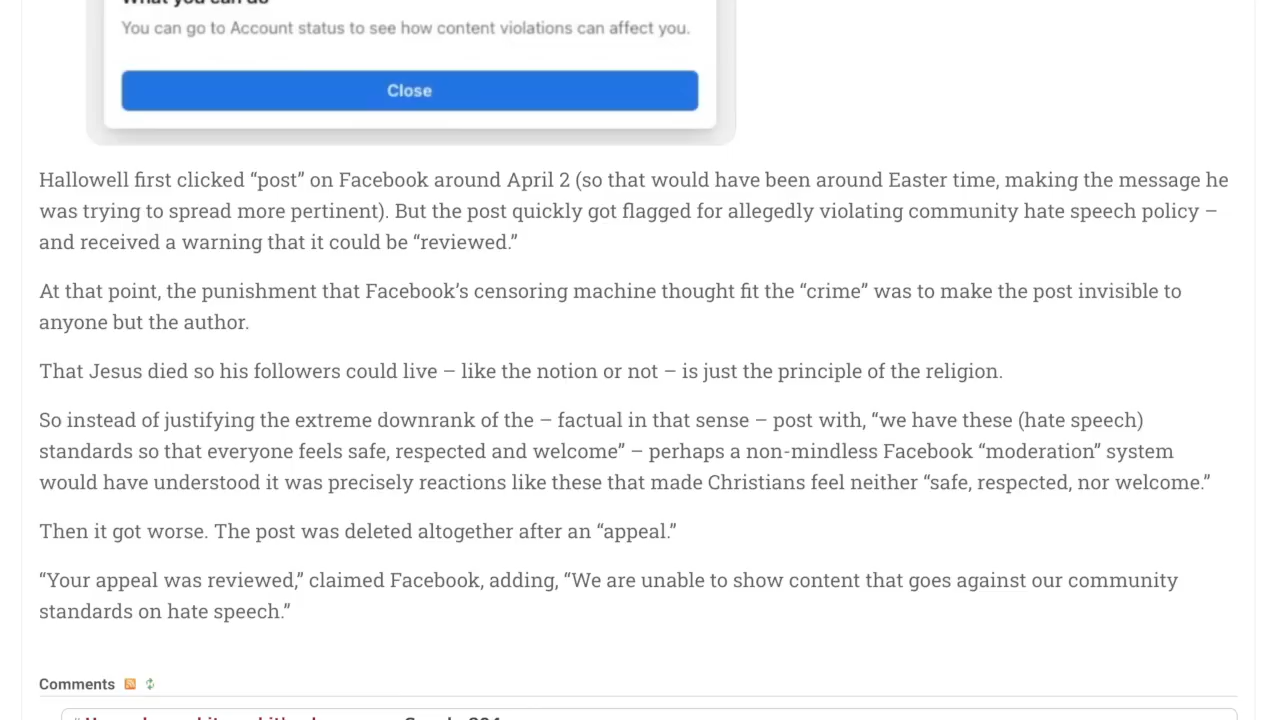 What you can do
You can go to Account status to see how content violations can affect you.
Close
Hallowell first clicked “post” on Facebook around April 2 (so that would have been around Easter time, making the message he
was trying to spread more pertinent). But the post quickly got flagged for allegedly violating community hate speech policy –
and received a warning that it could be “reviewed.”
At that point, the punishment that Facebook’s censoring machine thought fit the “crime” was to make the post invisible to
anyone but the author.
That Jesus died so his followers could live – like the notion or not – is just the principle of the religion.
So instead of justifying the extreme downrank of the – factual in that sense – post with, “we have these (hate speech)
standards so that everyone feels safe, respected and welcome” – perhaps a non-mindless Facebook “moderation” system
would have understood it was precisely reactions like these that made Christians feel neither “safe, respected, nor welcome.”
Then it got worse. The post was deleted altogether after an “appeal.”
“Your appeal was reviewed,” claimed Facebook, adding, “We are unable to show content that goes against our community
standards on hate speech.”
Comments